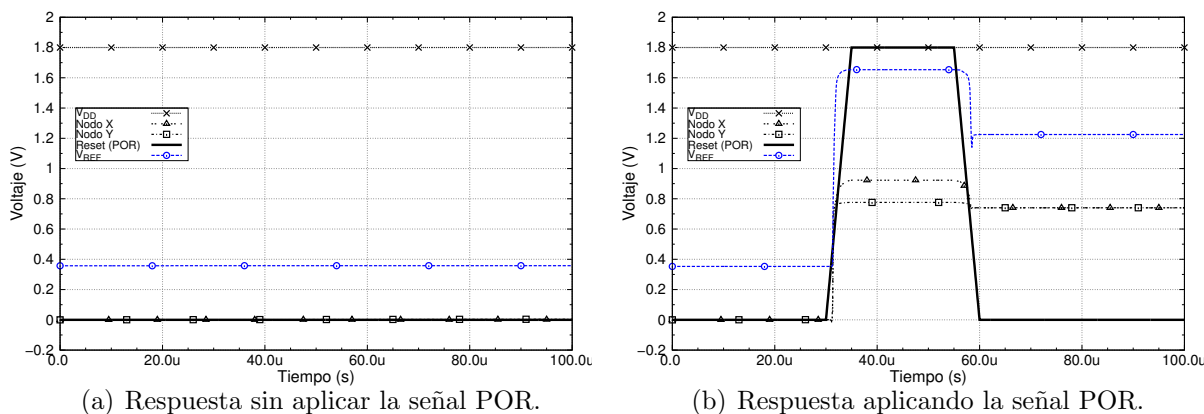 2
1.8
1.6
1.4
1.2
1
0.8
0.6
0.4
0.2
0
−0.2
Voltaje (V)
V_DD
Nodo X
Nodo Y
Reset (POR)
V_REF
0.0 20.0u 40.0u 60.0u 80.0u 100.0u
Tiempo (s)
(a) Respuesta sin aplicar la señal POR.
2
1.8
1.6
1.4
1.2
1
0.8
0.6
0.4
0.2
0
−0.2
Voltaje (V)
V_DD
Nodo X
Nodo Y
Reset (POR)
V_REF
0.0 20.0u 40.0u 60.0u 80.0u 100.0u
Tiempo (s)
(b) Respuesta aplicando la señal POR.